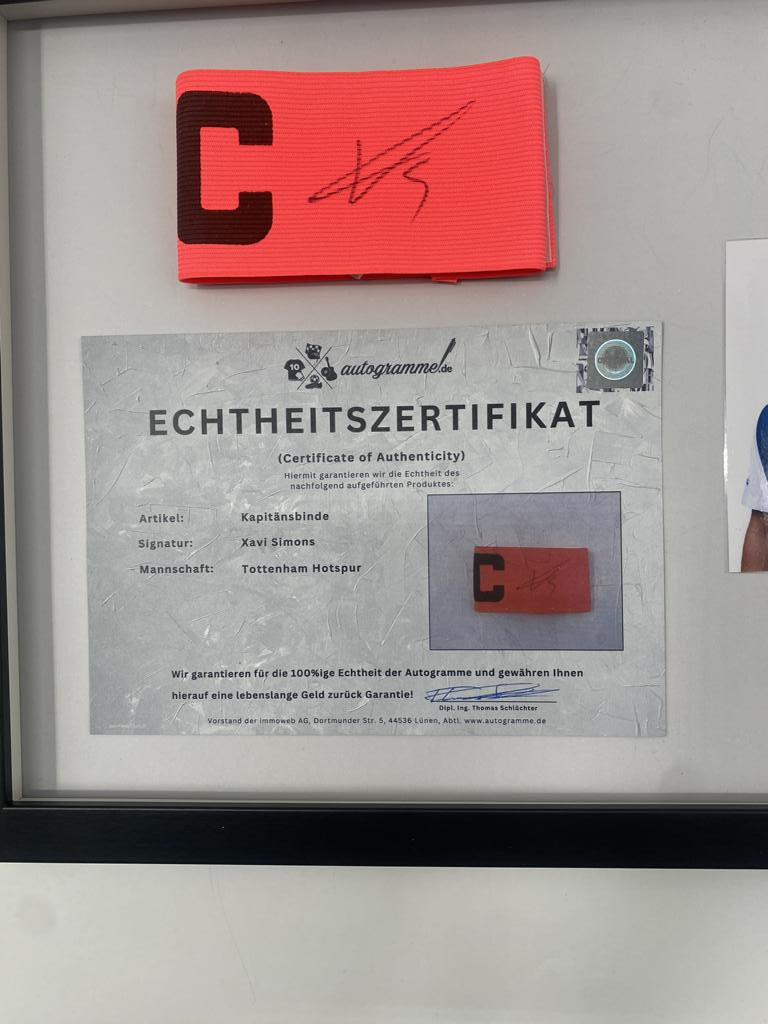 C
10
autogramme.de
ECHTHEITSZERTIFIKAT
(Certificate of Authenticity)
Hiermit garantieren wir die Echtheit des
nachfolgend aufgeführten Produktes:
Artikel: Kapitänsbinde
Signatur: Xavi Simons
Mannschaft: Tottenham Hotspur
C
Wir garantieren für die 100%ige Echtheit der Autogramme und gewähren Ihnen
hierauf eine lebenslange Geld zurück Garantie!
Dipl. Ing. Thomas Schlüchter
Vorstand der Immoweb AG, Dortmunder Str. 5, 44536 Lünen, Abtl. www.autogramme.de